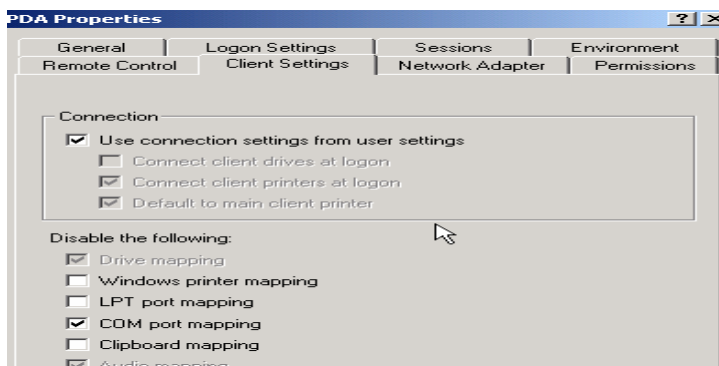 PDA Properties
General Logon Settings Sessions Environment
Remote Control Client Settings Network Adapter Permissions
Connection
Use connection settings from user settings
Connect client drives at logon
Connect client printers at logon
Default to main client printer
Disable the following:
Drive mapping
Windows printer mapping
LPT port mapping
COM port mapping
Clipboard mapping
Audio mapping